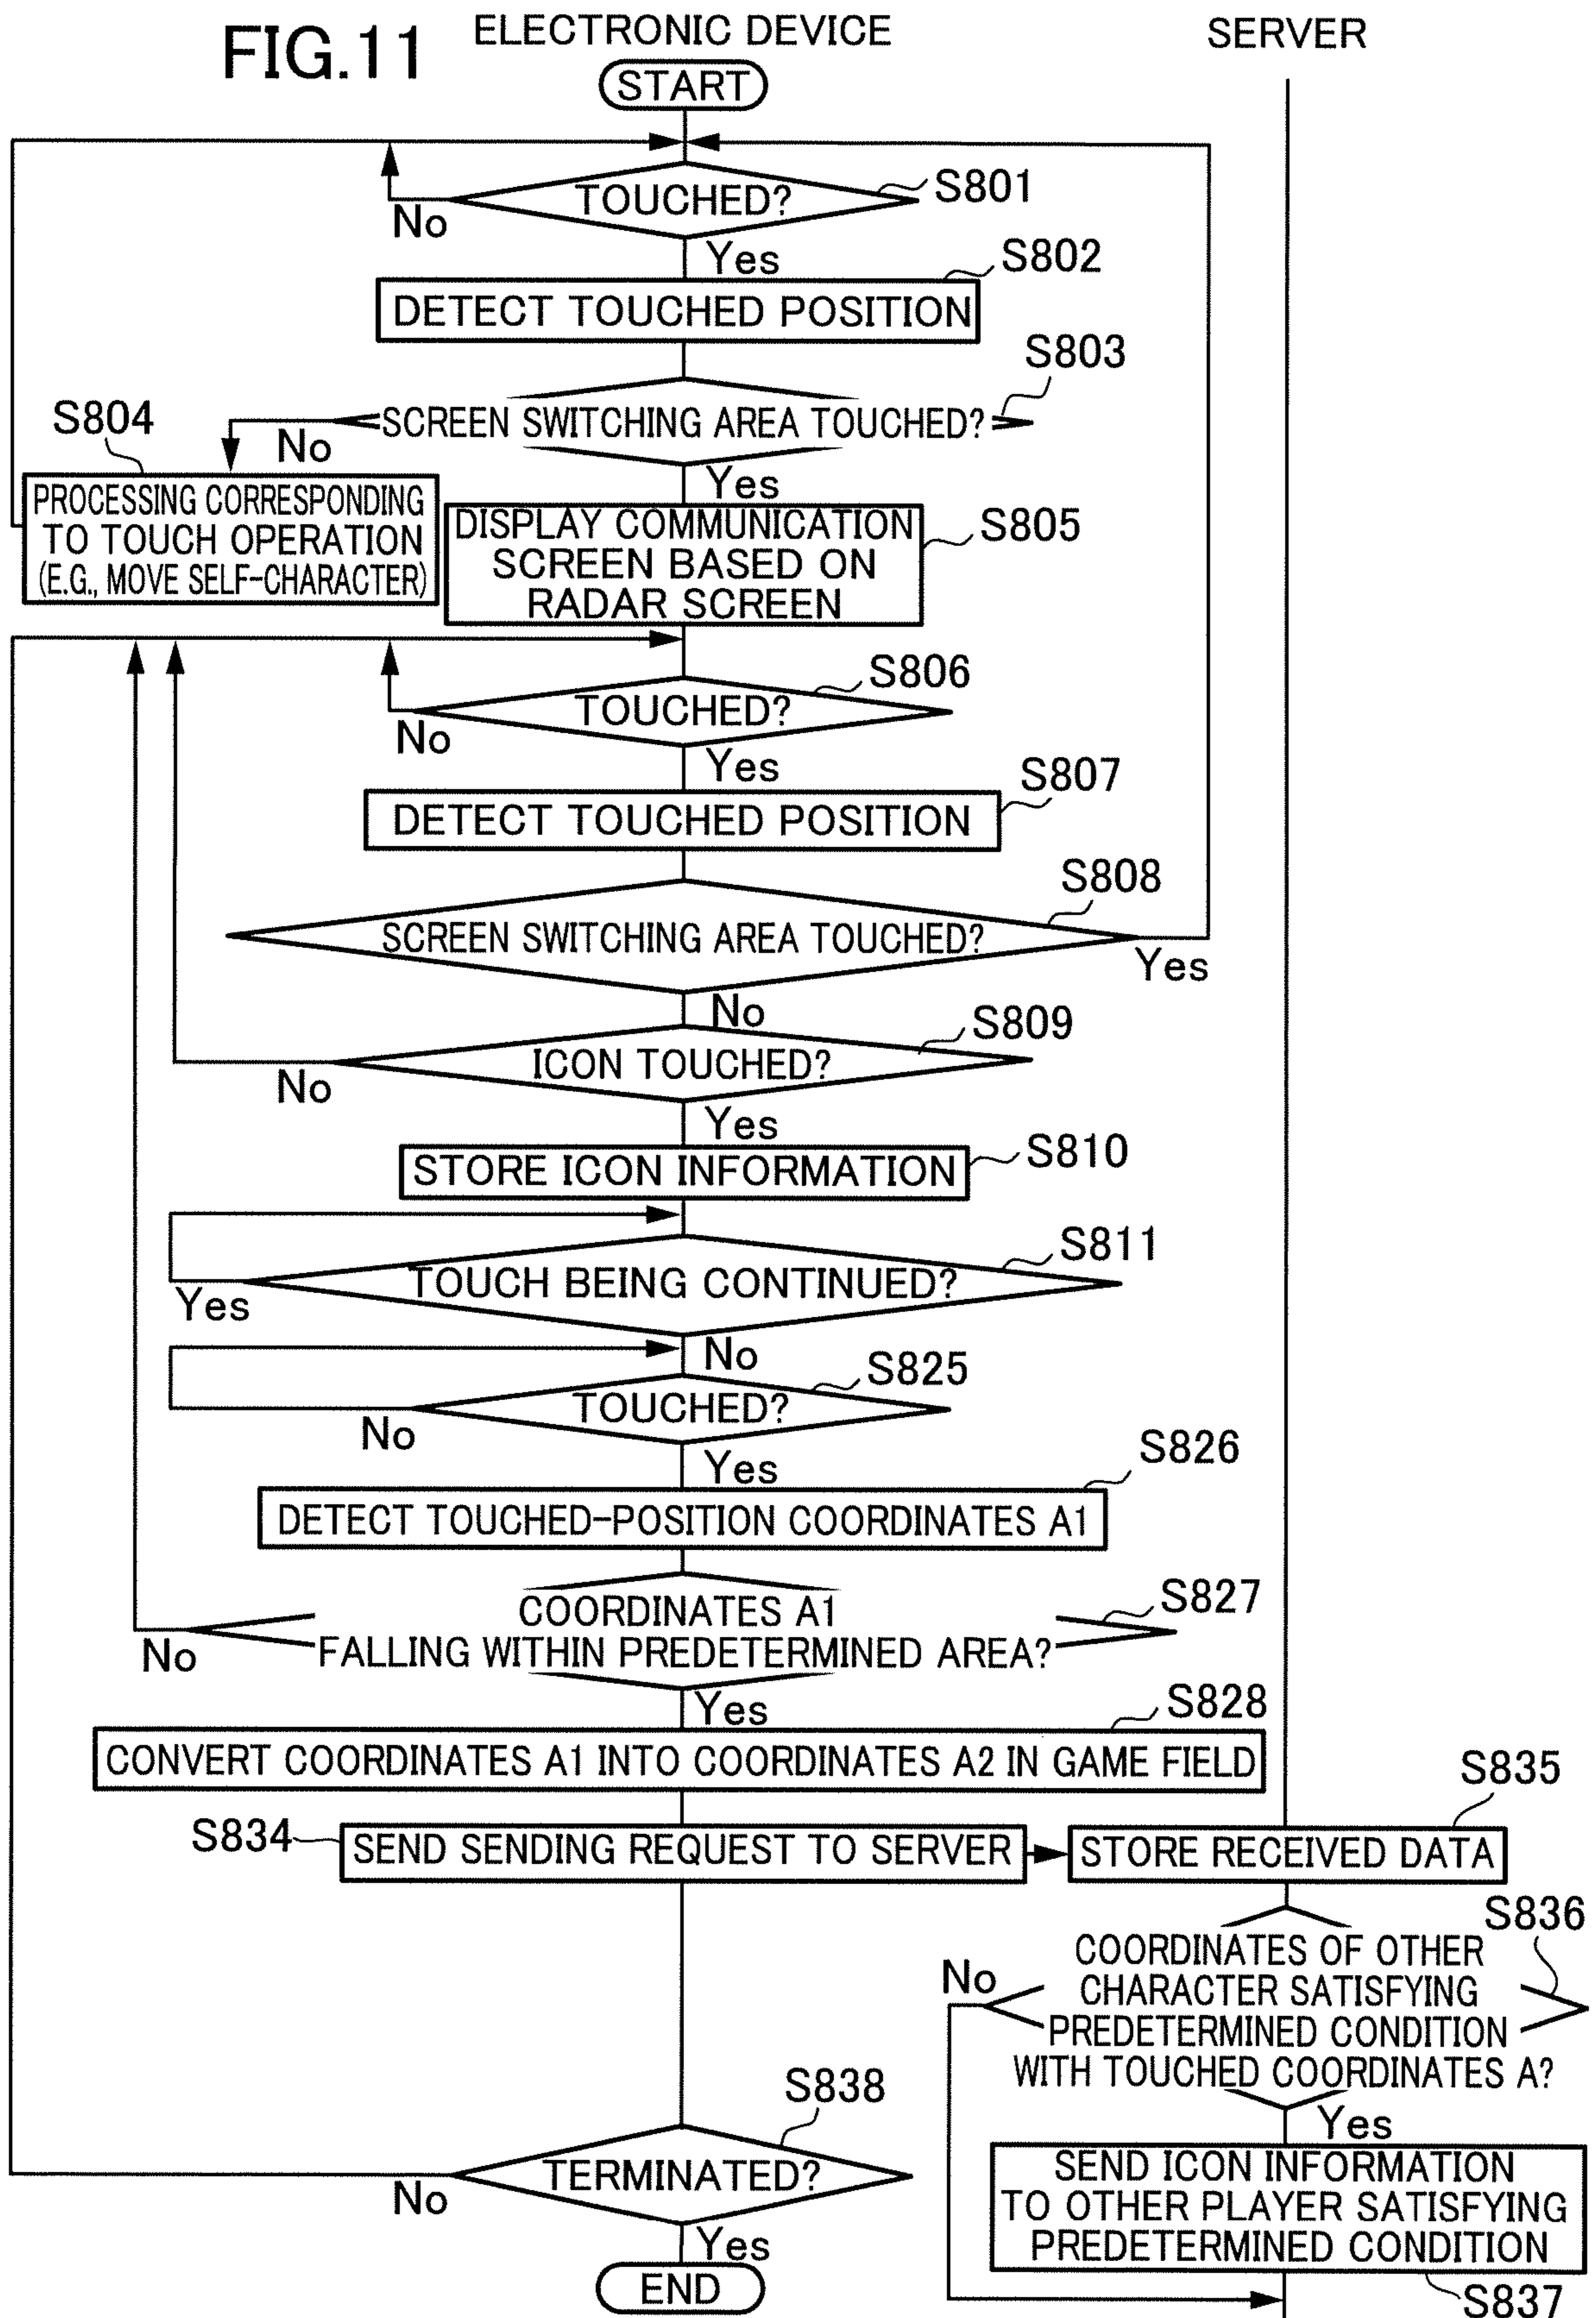 FIG.11
ELECTRONIC DEVICE
SERVER
START
TOUCHED?
S801
No
Yes
S802
DETECT TOUCHED POSITION
S803
SCREEN SWITCHING AREA TOUCHED?
No
Yes
S804
PROCESSING CORRESPONDING
TO TOUCH OPERATION
(E.G., MOVE SELF-CHARACTER)
DISPLAY COMMUNICATION
SCREEN BASED ON
RADAR SCREEN
S805
S806
TOUCHED?
No
Yes
S807
DETECT TOUCHED POSITION
S808
SCREEN SWITCHING AREA TOUCHED?
Yes
No
S809
ICON TOUCHED?
No
Yes
S810
STORE ICON INFORMATION
S811
TOUCH BEING CONTINUED?
Yes
No
S825
TOUCHED?
No
Yes
S826
DETECT TOUCHED-POSITION COORDINATES A1
S827
COORDINATES A1
FALLING WITHIN PREDETERMINED AREA?
No
Yes
S828
CONVERT COORDINATES A1 INTO COORDINATES A2 IN GAME FIELD
S834
SEND SENDING REQUEST TO SERVER
S835
STORE RECEIVED DATA
S836
COORDINATES OF OTHER
CHARACTER SATISFYING
PREDETERMINED CONDITION
WITH TOUCHED COORDINATES A?
No
Yes
SEND ICON INFORMATION
TO OTHER PLAYER SATISFYING
PREDETERMINED CONDITION
S837
S838
TERMINATED?
No
Yes
END